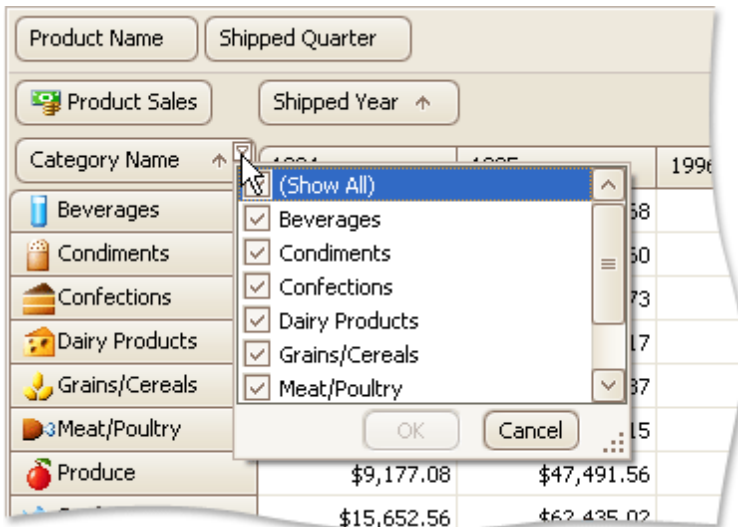 Product Name Shipped Quarter
Product Sales Shipped Year
Category Name 1996
(Show All)
Beverages Beverages
Condiments Condiments
Confections Confections
Dairy Products Dairy Products
Grains/Cereals Grains/Cereals
Meat/Poultry Meat/Poultry
OK Cancel
Produce $9,177.08 $47,491.56
$15,652.56 $62,435.02